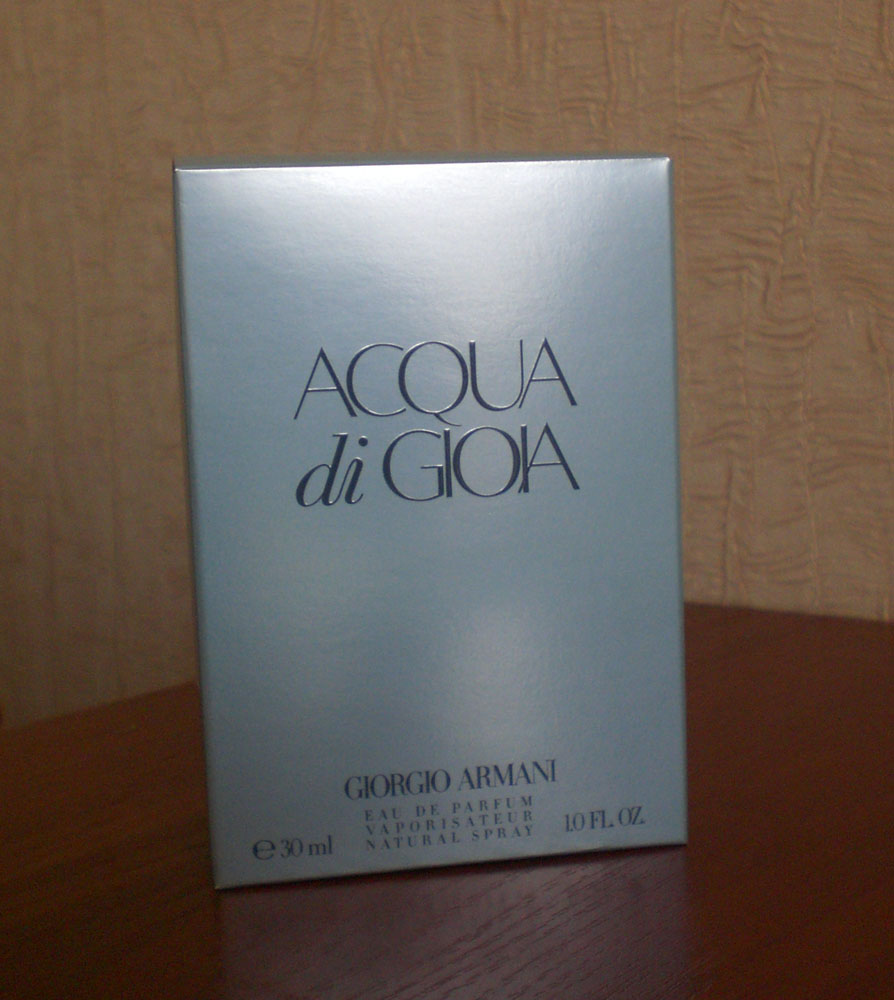 ACQUA
di GIOIA
GIORGIO ARMANI
EAU DE PARFUM
VAPORISATEUR
NATURAL SPRAY
℮ 30 ml
1.0 FL. OZ.